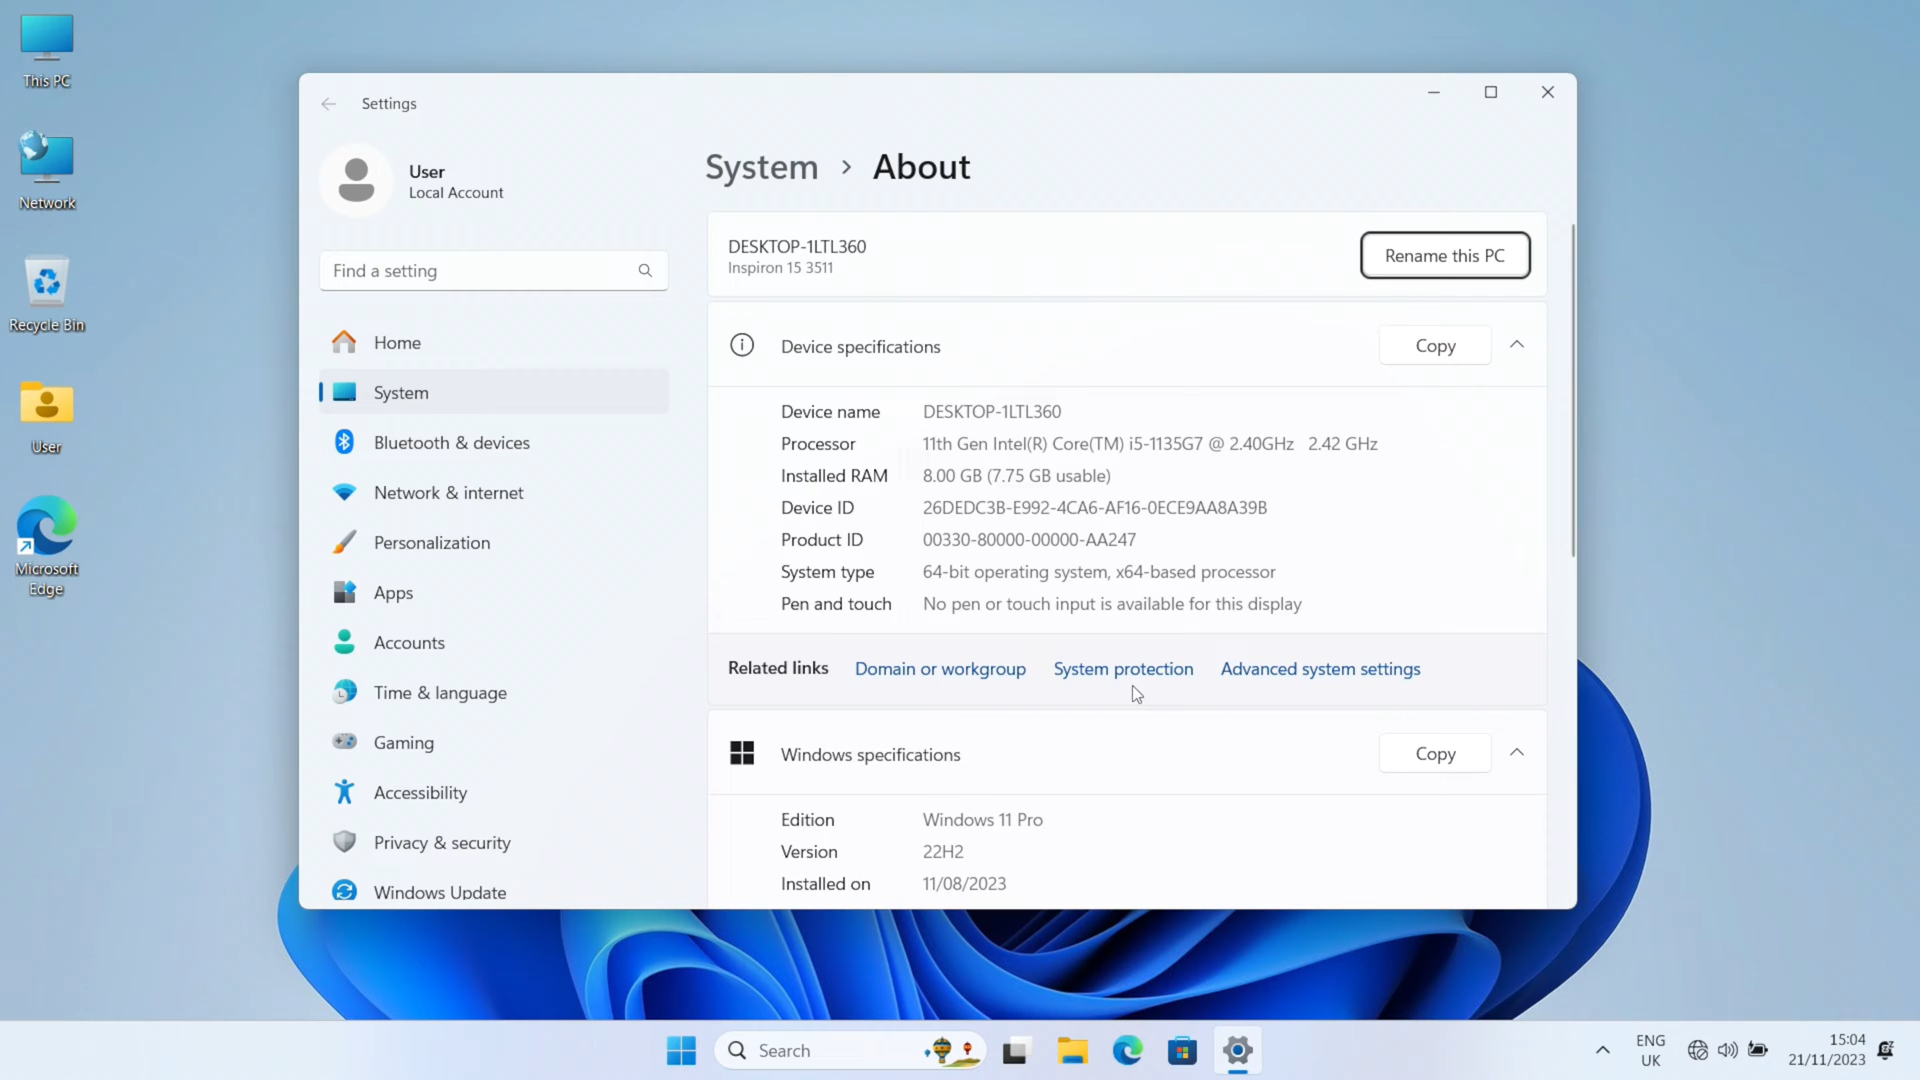 This PC
Network
Recycle Bin
User
Microsoft
Edge
Settings
User
Local Account
Find a setting
Home
System
Bluetooth & devices
Network & internet
Personalization
Apps
Accounts
Time & language
Gaming
Accessibility
Privacy & security
Windows Update
System › About
DESKTOP-1LTL360
Inspiron 15 3511
Rename this PC
Device specifications
Copy
Device name DESKTOP-1LTL360
Processor 11th Gen Intel(R) Core(TM) i5-1135G7 @ 2.40GHz 2.42 GHz
Installed RAM 8.00 GB (7.75 GB usable)
Device ID 26DEDC3B-E992-4CA6-AF16-0ECE9AA8A39B
Product ID 00330-80000-00000-AA247
System type 64-bit operating system, x64-based processor
Pen and touch No pen or touch input is available for this display
Related links Domain or workgroup System protection Advanced system settings
Windows specifications
Copy
Edition Windows 11 Pro
Version 22H2
Installed on 11/08/2023
Search
ENG
UK
15:04
21/11/2023